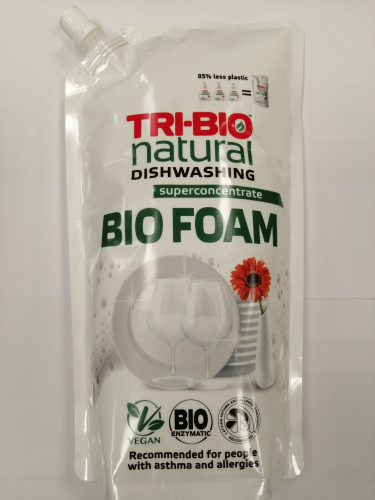 85% less plastic
=
TRI-BIO
natural
DISHWASHING
superconcentrate
BIO FOAM
VEGAN
BIO
ENZYMATIC
Recommended for people
with asthma and allergies